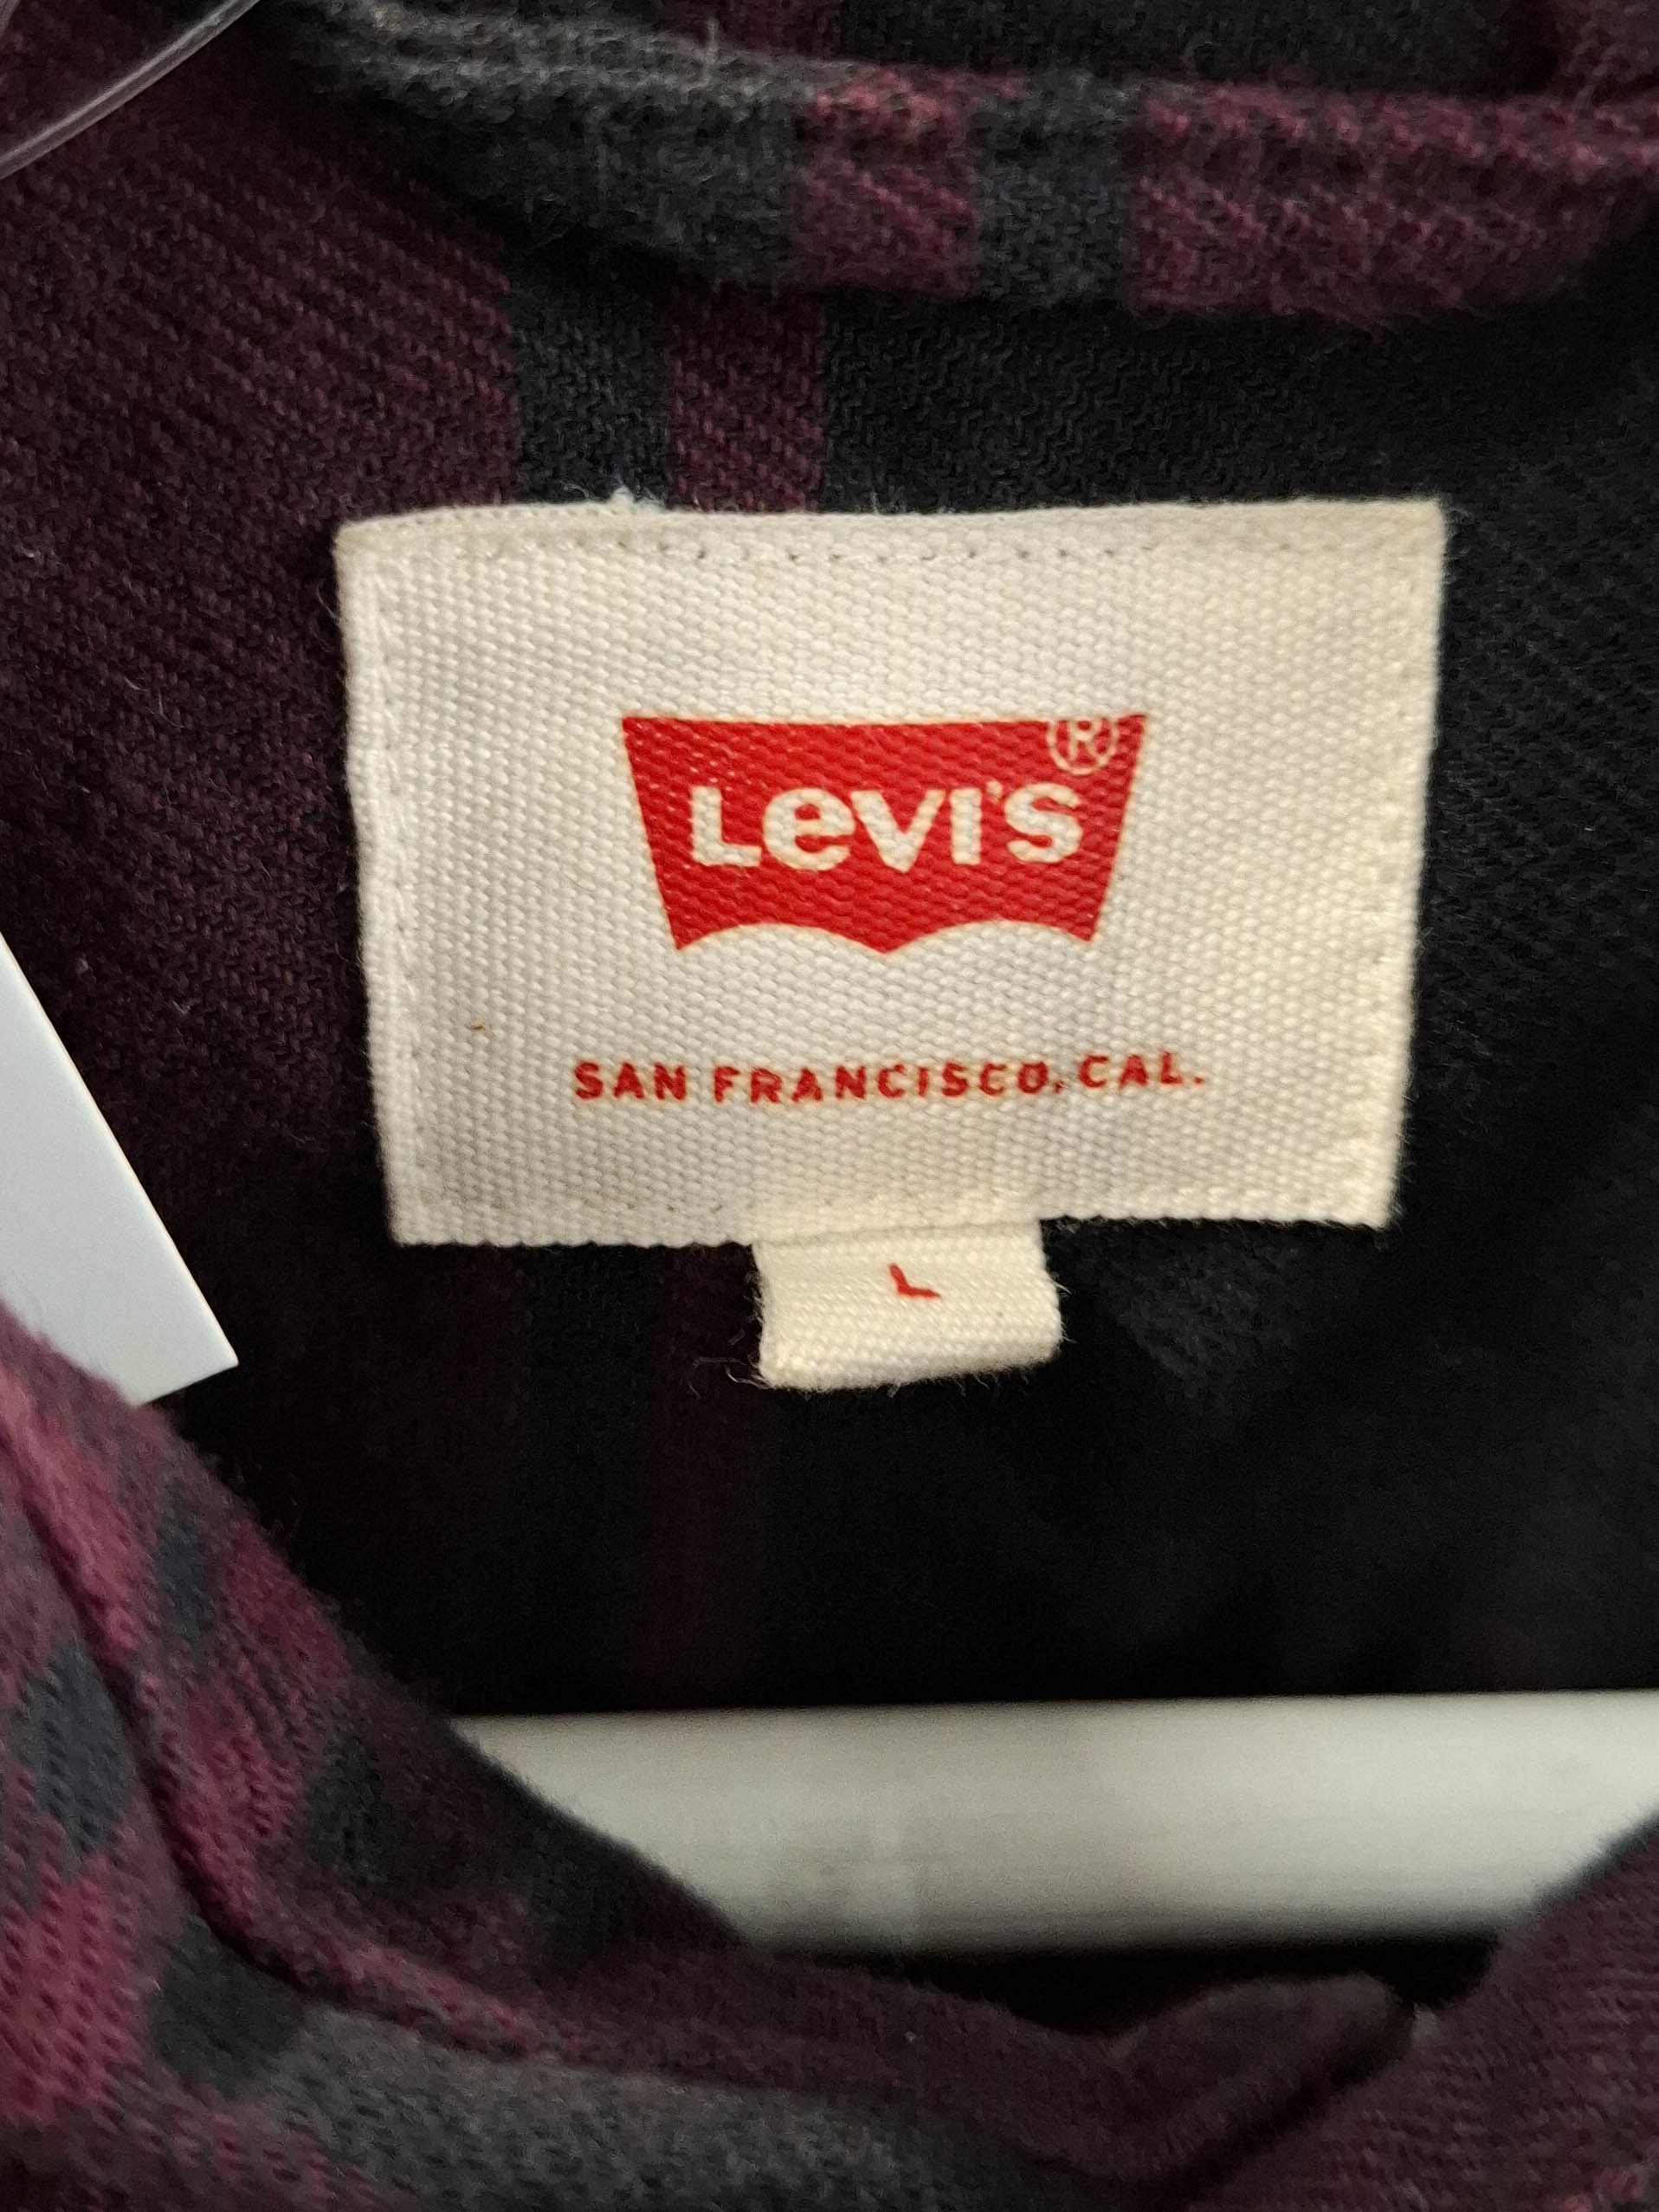 Levi's®
SAN FRANCISCO, CAL.
L